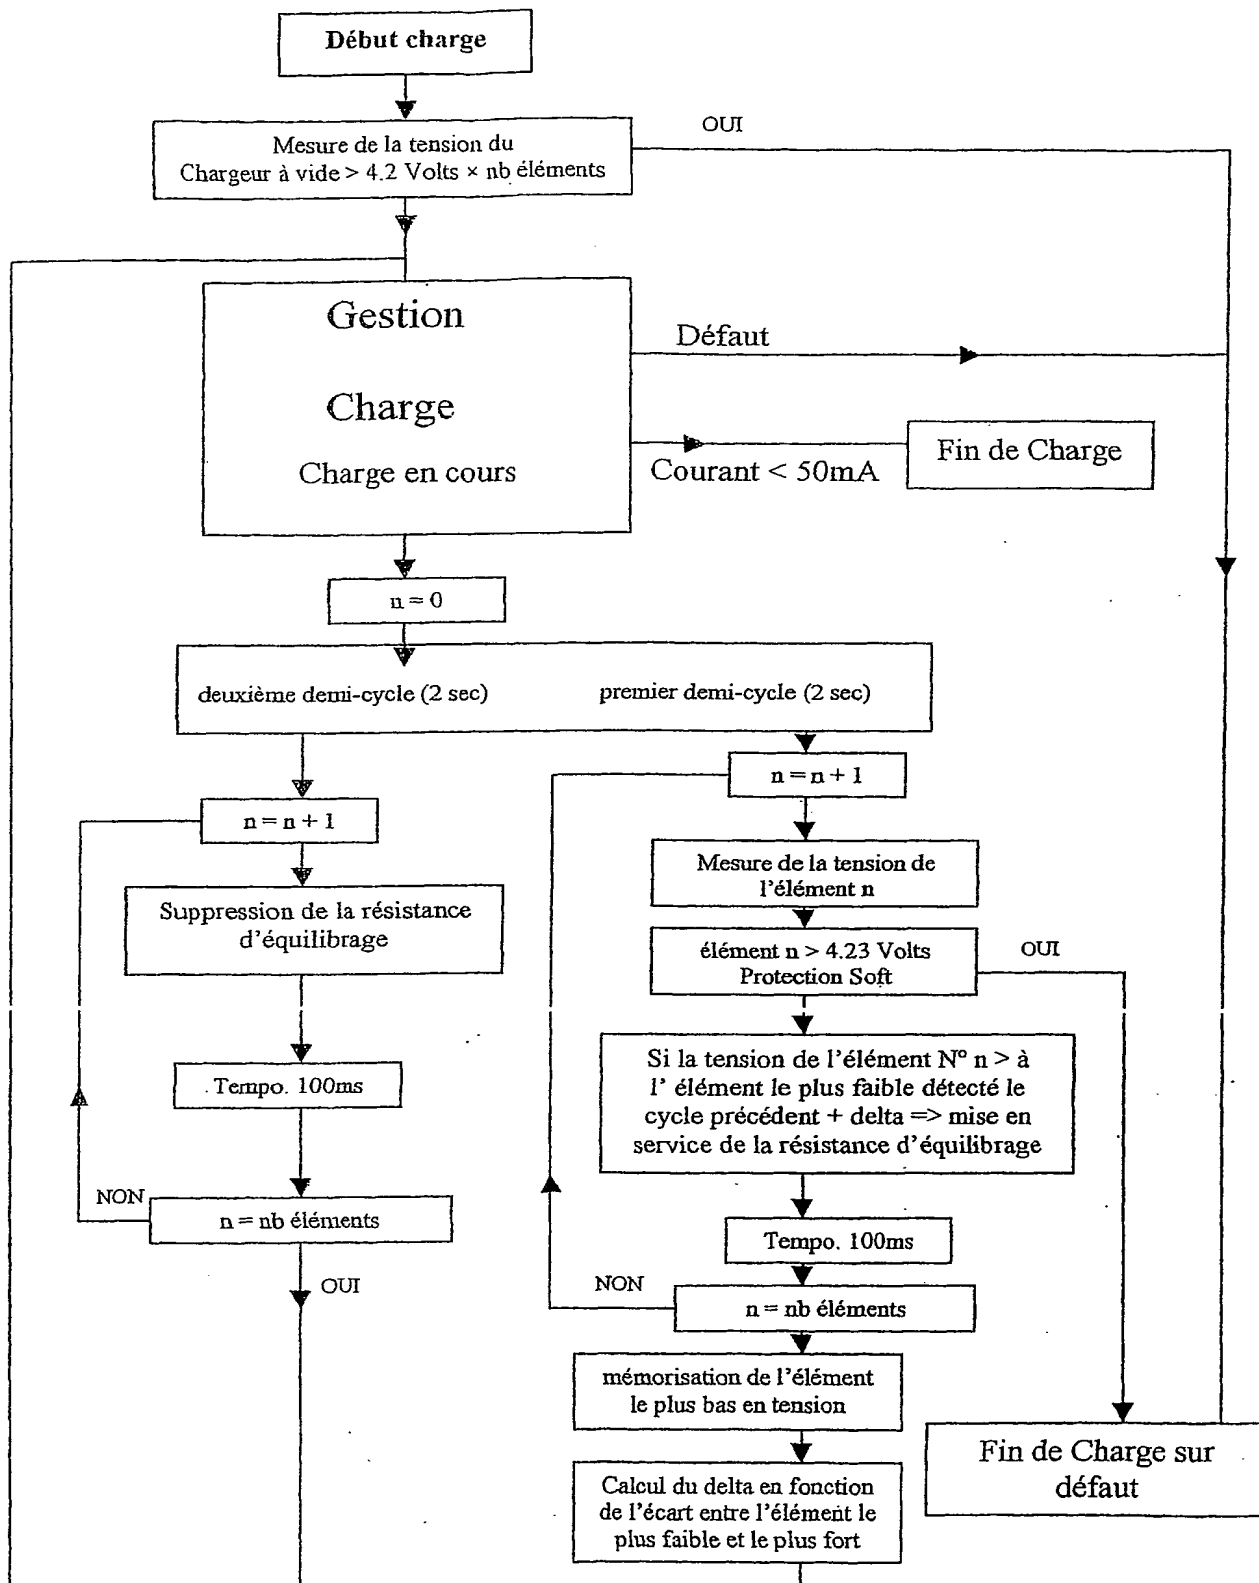 Début charge
Mesure de la tension du
Chargeur à vide > 4.2 Volts × nb éléments
OUI
Gestion
Charge
Charge en cours
Défaut
Courant < 50mA
Fin de Charge
n = 0
deuxième demi-cycle (2 sec)
premier demi-cycle (2 sec)
n = n + 1
Suppression de la résistance
d'équilibrage
Tempo. 100ms
NON
n = nb éléments
OUI
n = n + 1
Mesure de la tension de
l'élément n
élément n > 4.23 Volts
Protection Soft
OUI
Si la tension de l'élément N° n > à
l' élément le plus faible détecté le
cycle précédent + delta => mise en
service de la résistance d'équilibrage
Tempo. 100ms
NON
n = nb éléments
mémorisation de l'élément
le plus bas en tension
Calcul du delta en fonction
de l'écart entre l'élément le
plus faible et le plus fort
Fin de Charge sur
défaut